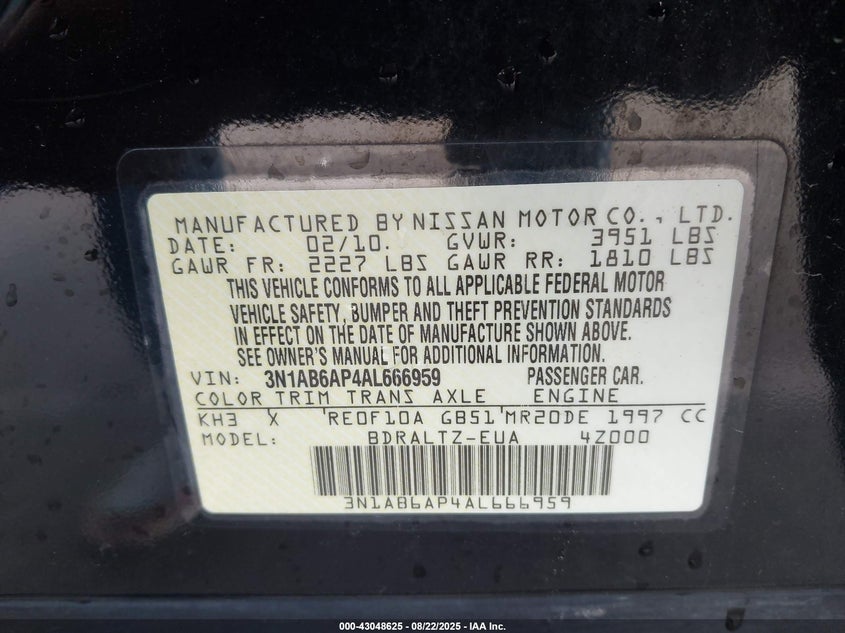 MANUFACTURED BY NISSAN MOTOR CO., LTD.
DATE: 02/10. GVWR: 3951 LBS
GAWR FR: 2227 LBS GAWR RR: 1810 LBS
THIS VEHICLE CONFORMS TO ALL APPLICABLE FEDERAL MOTOR
VEHICLE SAFETY, BUMPER AND THEFT PREVENTION STANDARDS
IN EFFECT ON THE DATE OF MANUFACTURE SHOWN ABOVE.
SEE OWNER'S MANUAL FOR ADDITIONAL INFORMATION.
VIN: 3N1AB6AP4AL666959 PASSENGER CAR.
COLOR TRIM TRANS AXLE ENGINE
KH3 X RE0F10A GB51 MR20DE 1997 CC
MODEL: BDRALTZ-EUA 4Z000
3N1AB6AP4AL666959
000-43048625 - 08/22/2025 - IAA Inc.